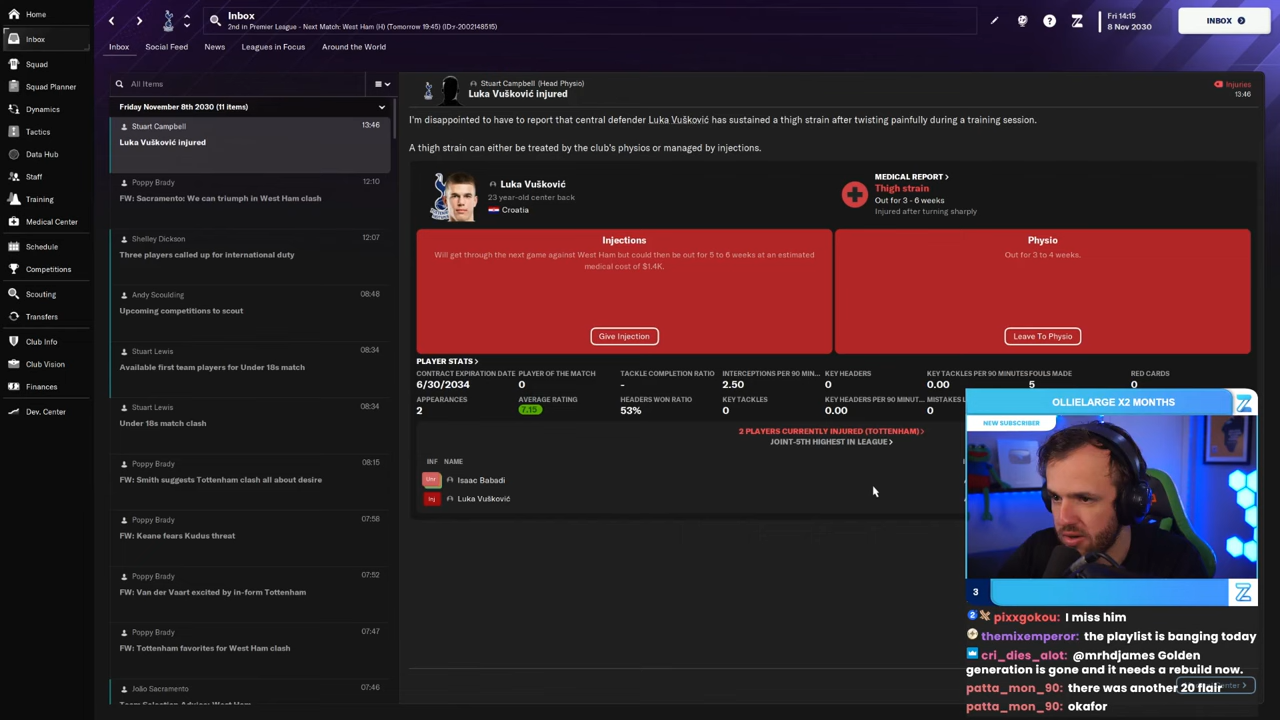 Home
Inbox
Squad
Squad Planner
Dynamics
Tactics
Data Hub
Staff
Training
Medical Center
Schedule
Competitions
Scouting
Transfers
Club Info
Club Vision
Finances
Dev. Center
Inbox
2nd in Premier League - Next Match: West Ham (H) (Tomorrow 19:45) (ID:r-2002148515)
Fri 14:15
8 Nov 2030
INBOX
Inbox
Social Feed
News
Leagues in Focus
Around the World
All Items
Friday November 8th 2030 (11 items)
Stuart Campbell
13:46
Luka Vušković injured
Poppy Brady
12:10
FW: Sacramento: We can triumph in West Ham clash
Shelley Dickson
12:07
Three players called up for international duty
Andy Scoulding
08:48
Upcoming competitions to scout
Stuart Lewis
08:34
Available first team players for Under 18s match
Stuart Lewis
08:34
Under 18s match clash
Poppy Brady
08:15
FW: Smith suggests Tottenham clash all about desire
Poppy Brady
07:58
FW: Keane fears Kudus threat
Poppy Brady
07:52
FW: Van der Vaart excited by in-form Tottenham
Poppy Brady
07:47
FW: Tottenham favorites for West Ham clash
João Sacramento
07:46
Team Selection Advice: West Ham
Stuart Campbell (Head Physio)
Luka Vušković injured
Injuries
13:46
I'm disappointed to have to report that central defender Luka Vušković has sustained a thigh strain after twisting painfully during a training session.
A thigh strain can either be treated by the club's physios or managed by injections.
Luka Vušković
23 year-old center back
Croatia
MEDICAL REPORT >
Thigh strain
Out for 3 - 6 weeks
Injured after turning sharply
Injections
Will get through the next game against West Ham but could then be out for 5 to 6 weeks at an estimated
medical cost of $1.4K.
Give Injection
Physio
Out for 3 to 4 weeks.
Leave To Physio
PLAYER STATS >
CONTRACT EXPIRATION DATE PLAYER OF THE MATCH TACKLE COMPLETION RATIO INTERCEPTIONS PER 90 MIN... KEY HEADERS KEY TACKLES PER 90 MINUTES FOULS MADE RED CARDS
6/30/2034 0 - 2.50 0 0.00 5 0
APPEARANCES AVERAGE RATING HEADERS WON RATIO KEY TACKLES KEY HEADERS PER 90 MINUT... MISTAKES L
2 7.15 53% 0 0.00 0
2 PLAYERS CURRENTLY INJURED (TOTTENHAM) >
JOINT-5TH HIGHEST IN LEAGUE >
INF NAME
Unr Isaac Babadi
Inj Luka Vušković
OLLIELARGE X2 MONTHS
NEW SUBSCRIBER
3
pixxgokou: I miss him
themixemperor: the playlist is banging today
cri_dies_alot: @mrhdjames Golden
generation is gone and it needs a rebuild now.
patta_mon_90: there was another 20 flair
patta_mon_90: okafor